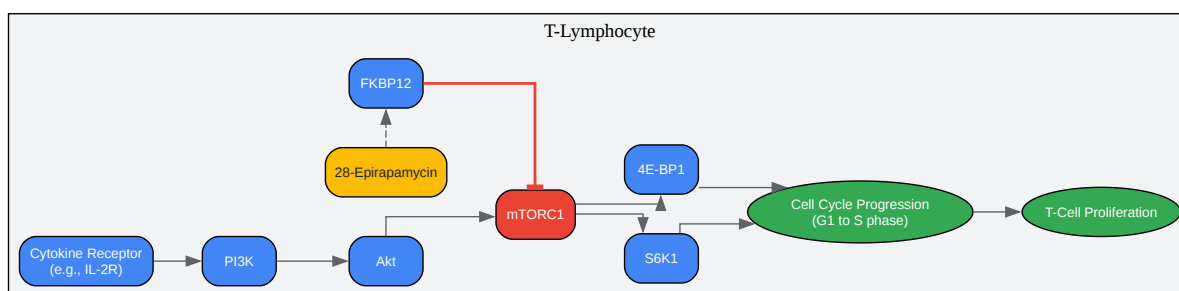 T-Lymphocyte
FKBP12
28-Epirapamycin
4E-BP1
mTORC1
Cell Cycle Progression
(G1 to S phase)
T-Cell Proliferation
Cytokine Receptor
(e.g., IL-2R)
PI3K
Akt
S6K1